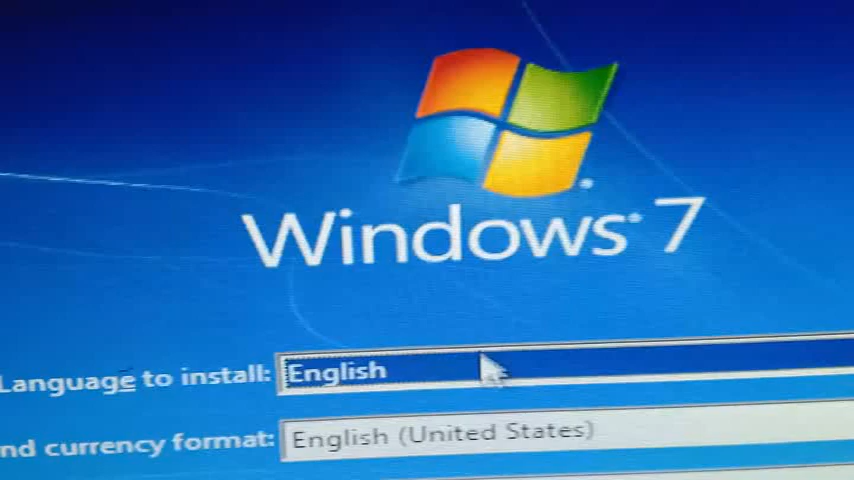 Windows® 7
Language to install: English
nd currency format: English (United States)